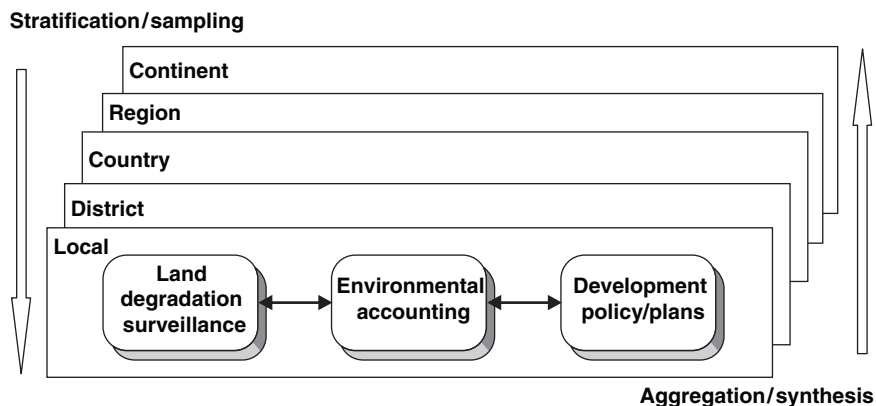 Stratification/sampling
Continent
Region
Country
District
Local
Land
degradation
surveillance
Environmental
accounting
Development
policy/plans
Aggregation/synthesis